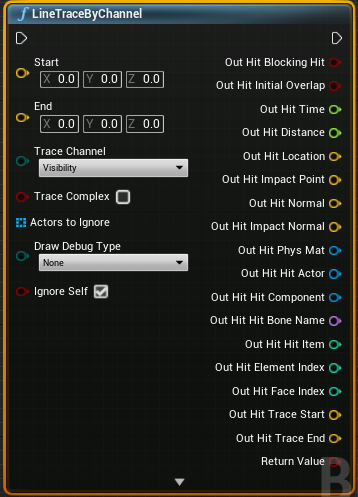 f LineTraceByChannel
Start
X 0.0 Y 0.0 Z 0.0
End
X 0.0 Y 0.0 Z 0.0
Trace Channel
Visibility
Trace Complex
Actors to Ignore
Draw Debug Type
None
Ignore Self
Out Hit Blocking Hit
Out Hit Initial Overlap
Out Hit Time
Out Hit Distance
Out Hit Location
Out Hit Impact Point
Out Hit Normal
Out Hit Impact Normal
Out Hit Phys Mat
Out Hit Hit Actor
Out Hit Hit Component
Out Hit Hit Bone Name
Out Hit Hit Item
Out Hit Element Index
Out Hit Face Index
Out Hit Trace Start
Out Hit Trace End
Return Value
B